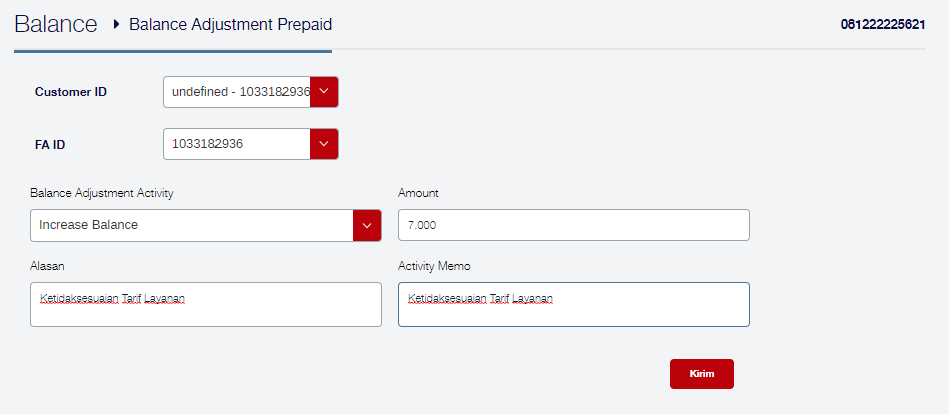 Balance Balance Adjustment Prepaid 081222225621
Customer ID undefined - 1033182936
FA ID 1033182936
Balance Adjustment Activity Amount
Increase Balance 7.000
Alasan Activity Memo
Ketidaksesuaian Tarif Layanan Ketidaksesuaian Tarif Layanan
Kirim